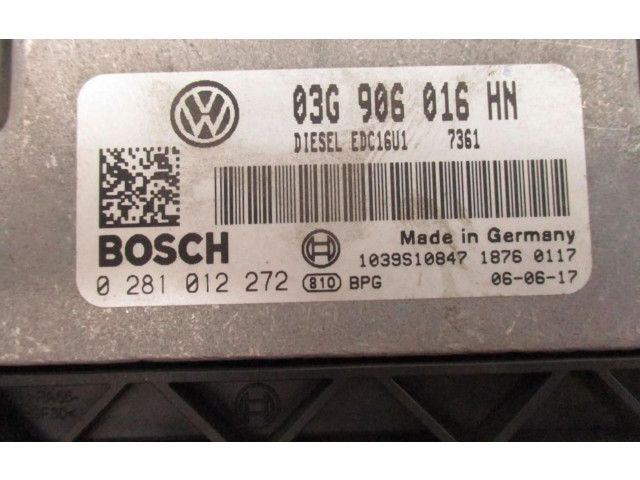 03G 906 016 HN
DIESEL EDC16U1 7361
BOSCH
Made in Germany
1039S10847 1876 0117
0 281 012 272 810 BPG 06-06-17